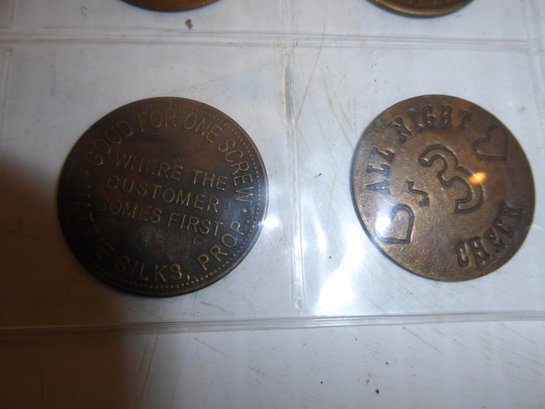 GOOD FOR ONE SCREW
WHERE THE
CUSTOMER
COMES FIRST
SILKS, PROP.
ALL NIGHT
$3
CHECK